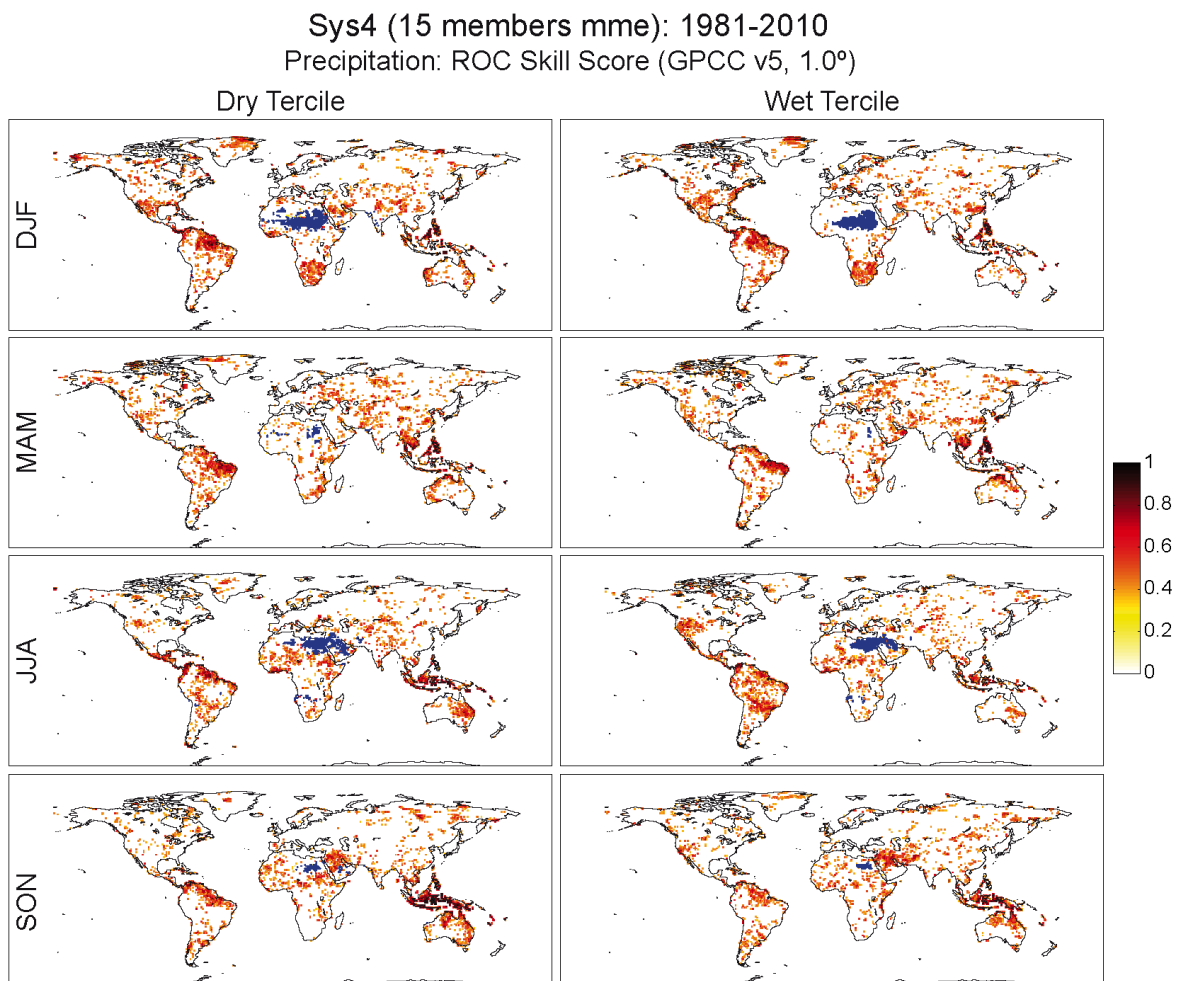 Sys4 (15 members mme): 1981-2010
Precipitation: ROC Skill Score (GPCC v5, 1.0º)
Dry Tercile
Wet Tercile
DJF
MAM
JJA
SON
1
0.8
0.6
0.4
0.2
0